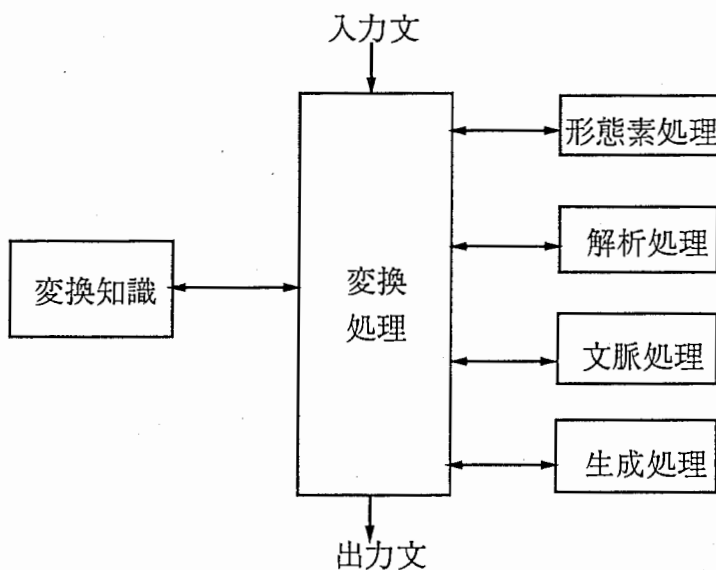 入力文
形態素処理
解析処理
変換知識
変換
処理
文脈処理
生成処理
出力文